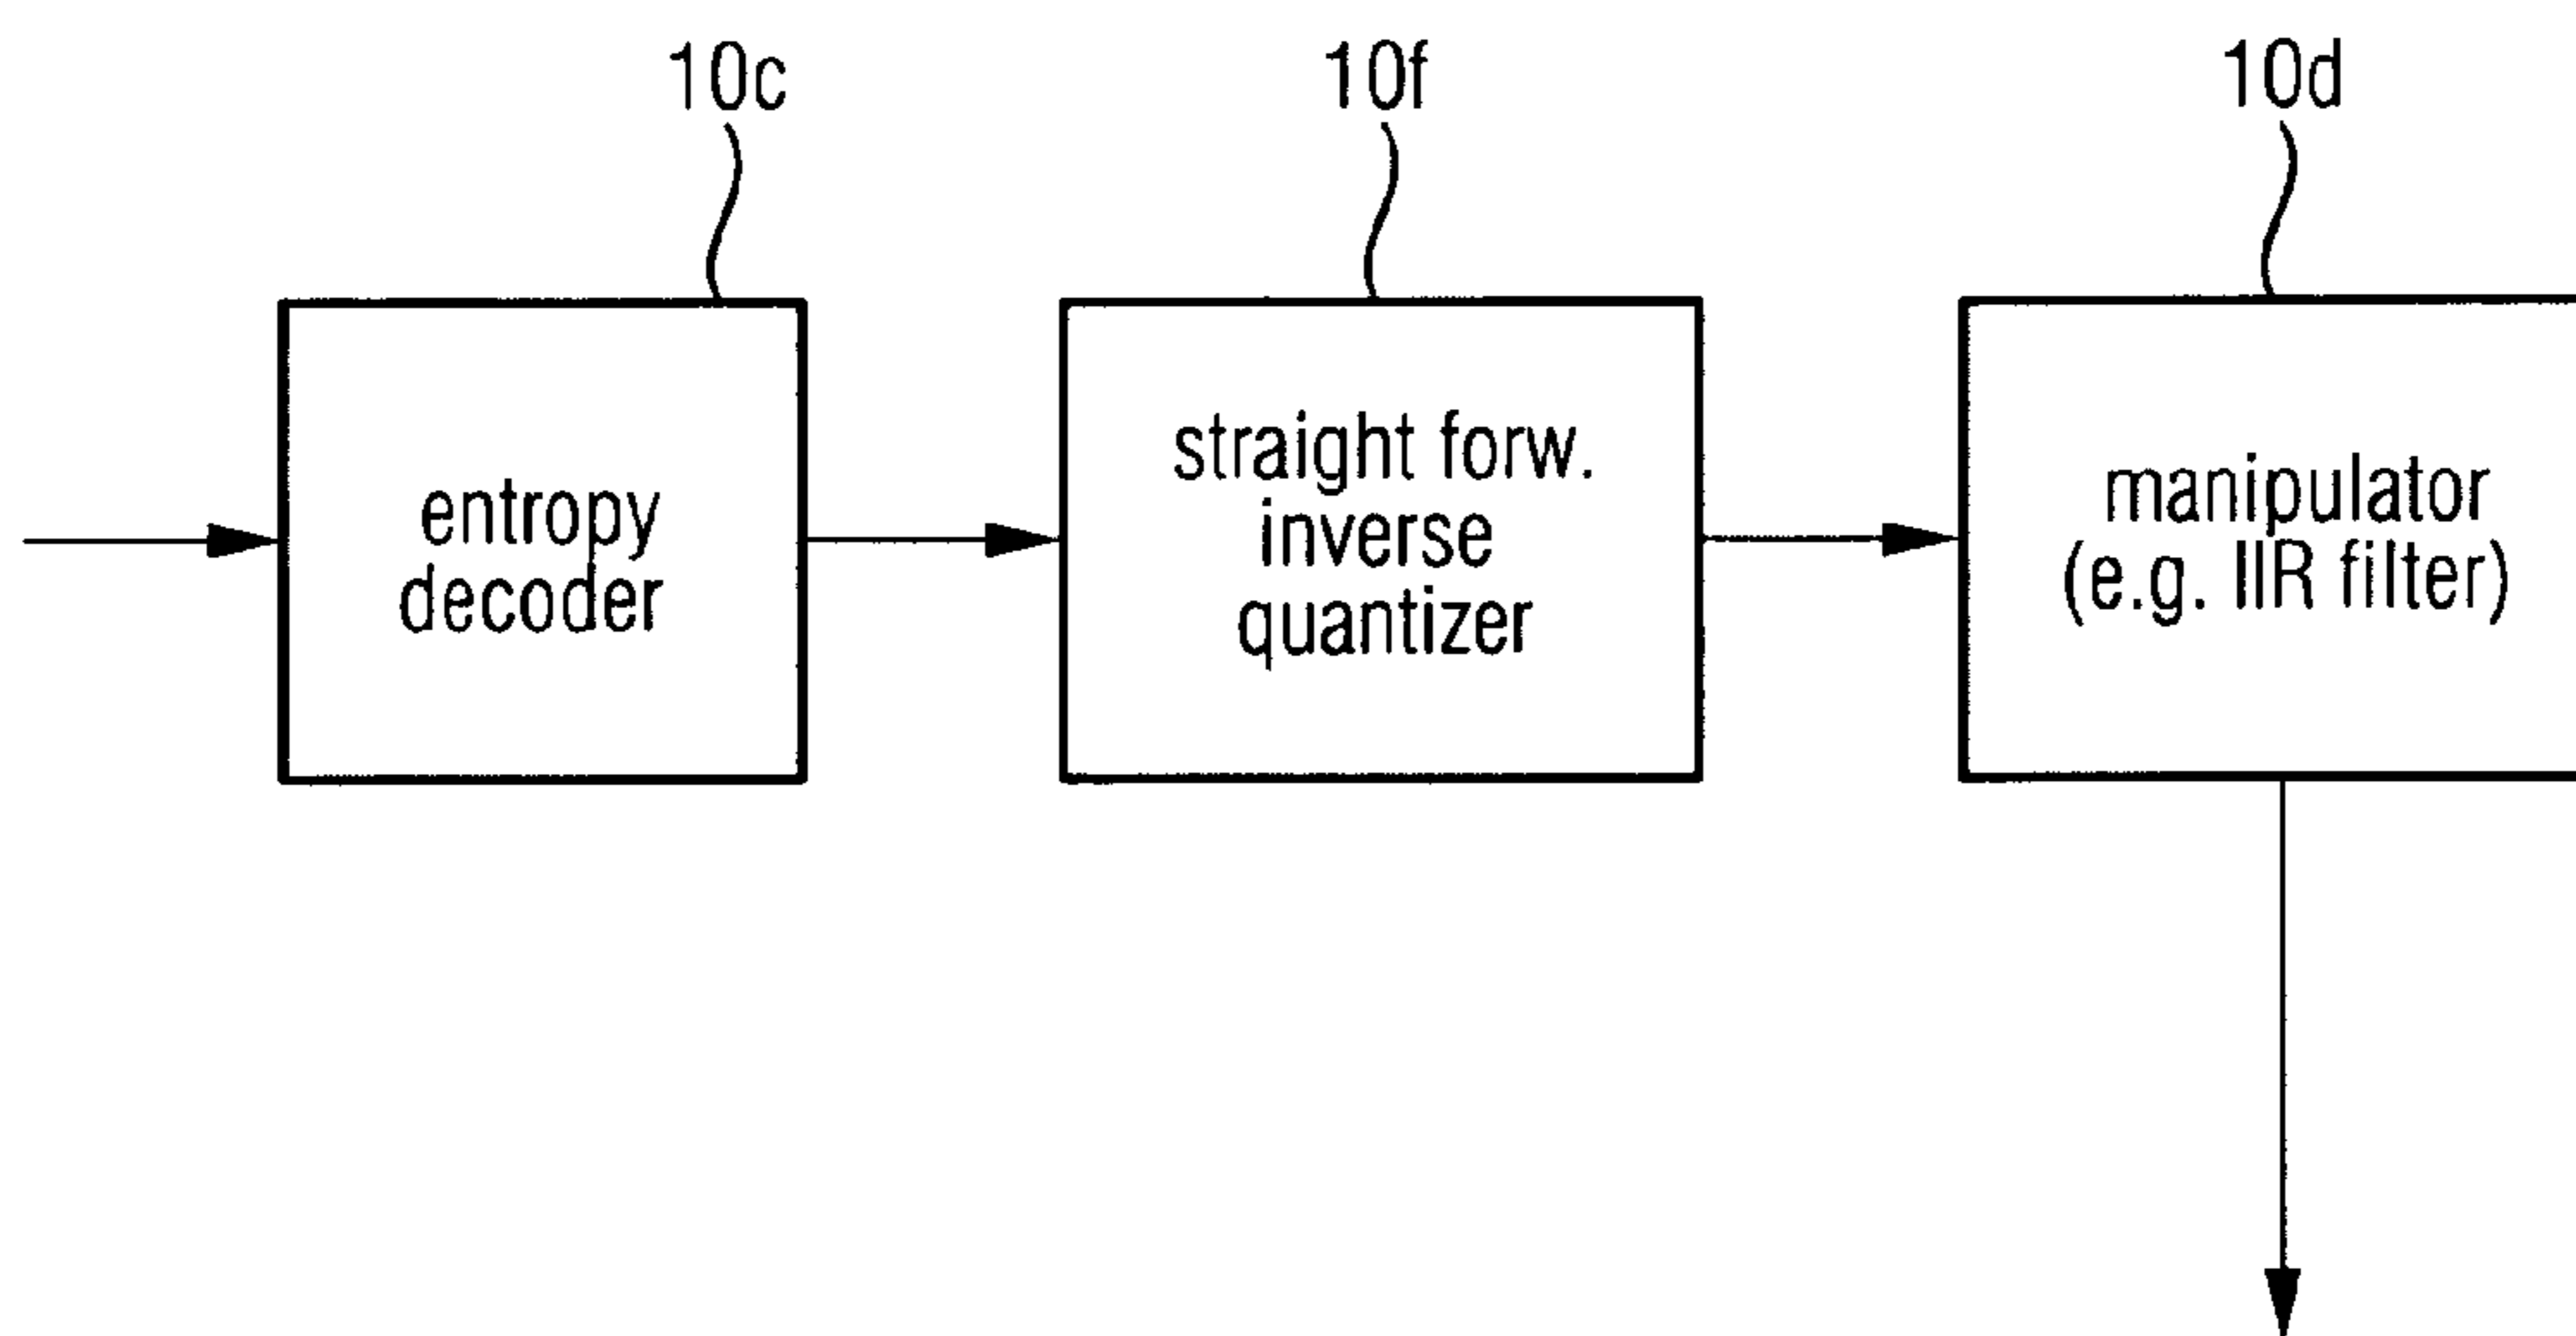 10c
10f
10d
entropy
decoder
straight forw.
inverse
quantizer
manipulator
(e.g. IIR filter)